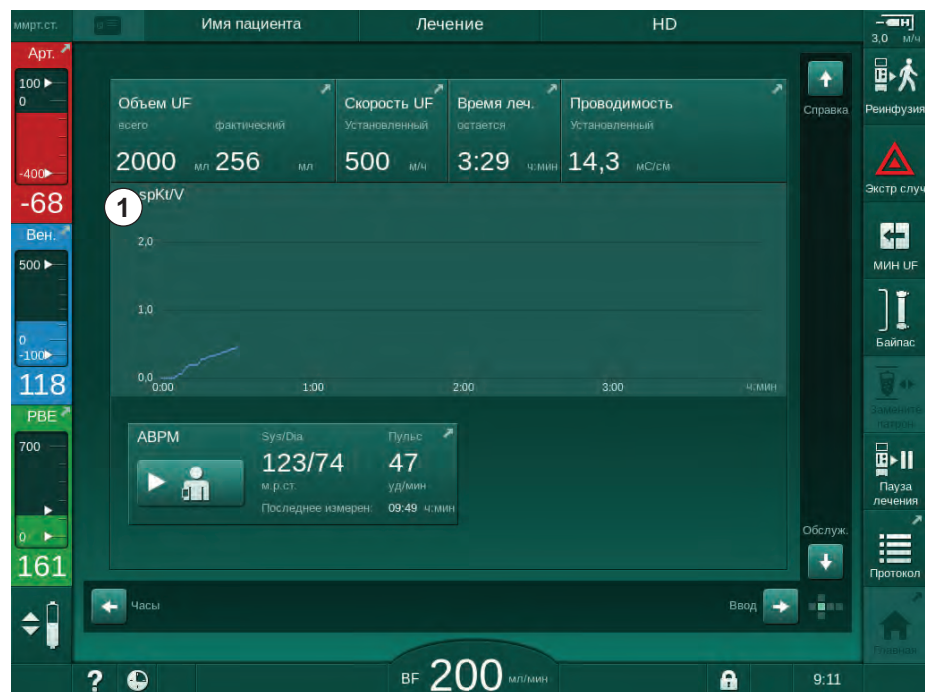 ммрт.ст.
Имя пациента
Лечение
HD
3,0 м/ч
Арт.
100
0
-400
-68
Вен.
500
0
-100
118
PBE
700
0
161
Объем UF
всего фактический
2000 мл 256 мл
Скорость UF
Установленный
500 м/ч
Время леч.
остается
3:29 ч:мин
Проводимость
Установленный
14,3 мС/см
1
spKt/V
2,0
1,0
0,0
0:00 1:00 2:00 3:00 ч:мин
ABPM
Sys/Dia Пульс
123/74 47
м.р.ст. уд/мин
Последнее измерен: 09:49 ч:мин
Справка
Обслуж.
Часы
Ввод
Реинфузия
Экстр случ
МИН UF
Байпас
Замените
патрон
Пауза
лечения
Протокол
Главная
?
BF 200 мл/мин
9:11